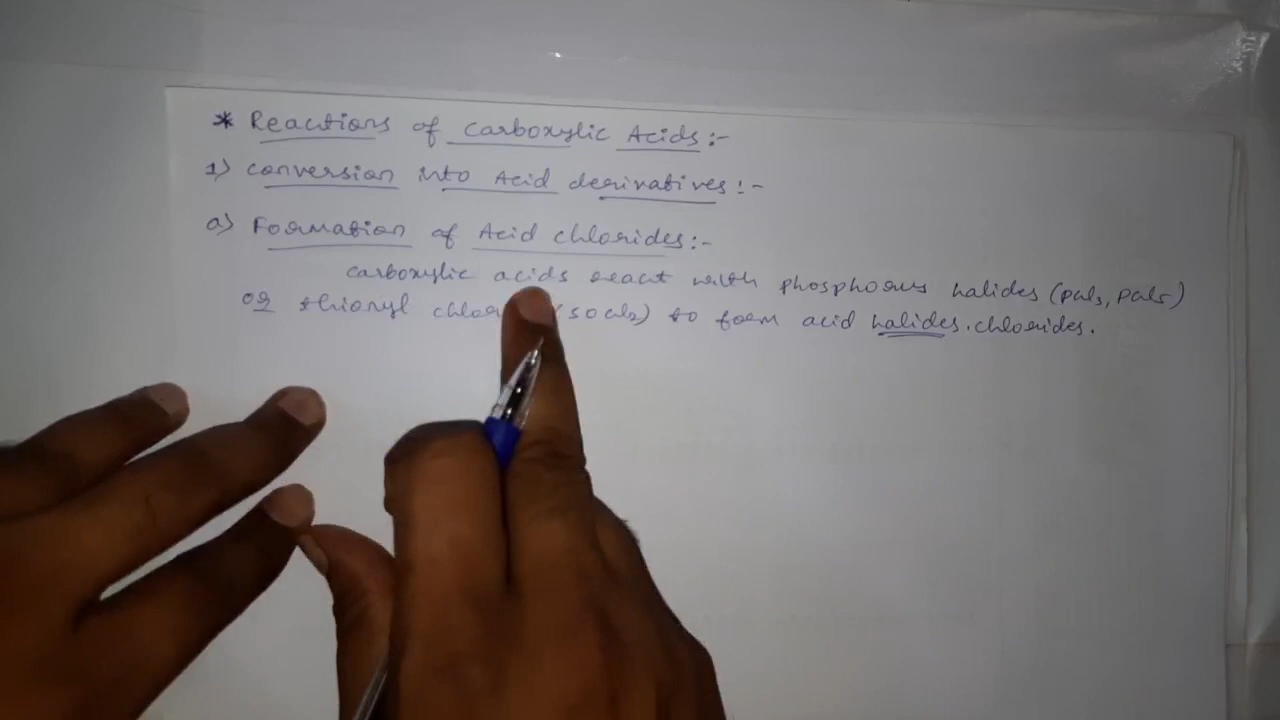 * Reactions of Carboxylic Acids:-
1) Conversion into Acid derivatives:-
a) Formation of Acid chlorides:-
Carboxylic acids react with phosphorus halides (PCl3, PCl5)
or thionyl (SOCl2) to form acid halides. chlorides.